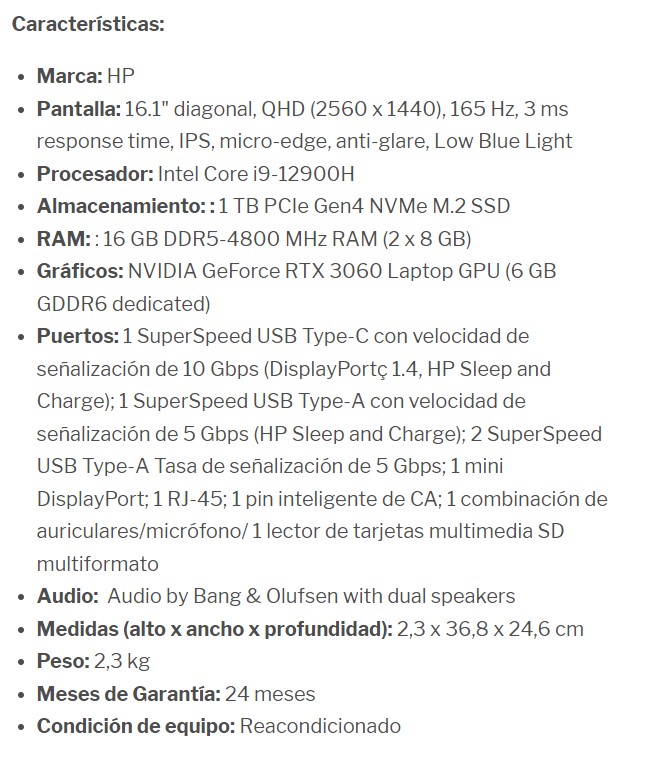 Características:
• Marca: HP
• Pantalla: 16.1" diagonal, QHD (2560 x 1440), 165 Hz, 3 ms
response time, IPS, micro-edge, anti-glare, Low Blue Light
• Procesador: Intel Core i9-12900H
• Almacenamiento: : 1 TB PCIe Gen4 NVMe M.2 SSD
• RAM: : 16 GB DDR5-4800 MHz RAM (2 x 8 GB)
• Gráficos: NVIDIA GeForce RTX 3060 Laptop GPU (6 GB
GDDR6 dedicated)
• Puertos: 1 SuperSpeed USB Type-C con velocidad de
señalización de 10 Gbps (DisplayPortç 1.4, HP Sleep and
Charge); 1 SuperSpeed USB Type-A con velocidad de
señalización de 5 Gbps (HP Sleep and Charge); 2 SuperSpeed
USB Type-A Tasa de señalización de 5 Gbps; 1 mini
DisplayPort; 1 RJ-45; 1 pin inteligente de CA; 1 combinación de
auriculares/micrófono/ 1 lector de tarjetas multimedia SD
multiformato
• Audio: Audio by Bang & Olufsen with dual speakers
• Medidas (alto x ancho x profundidad): 2,3 x 36,8 x 24,6 cm
• Peso: 2,3 kg
• Meses de Garantía: 24 meses
• Condición de equipo: Reacondicionado